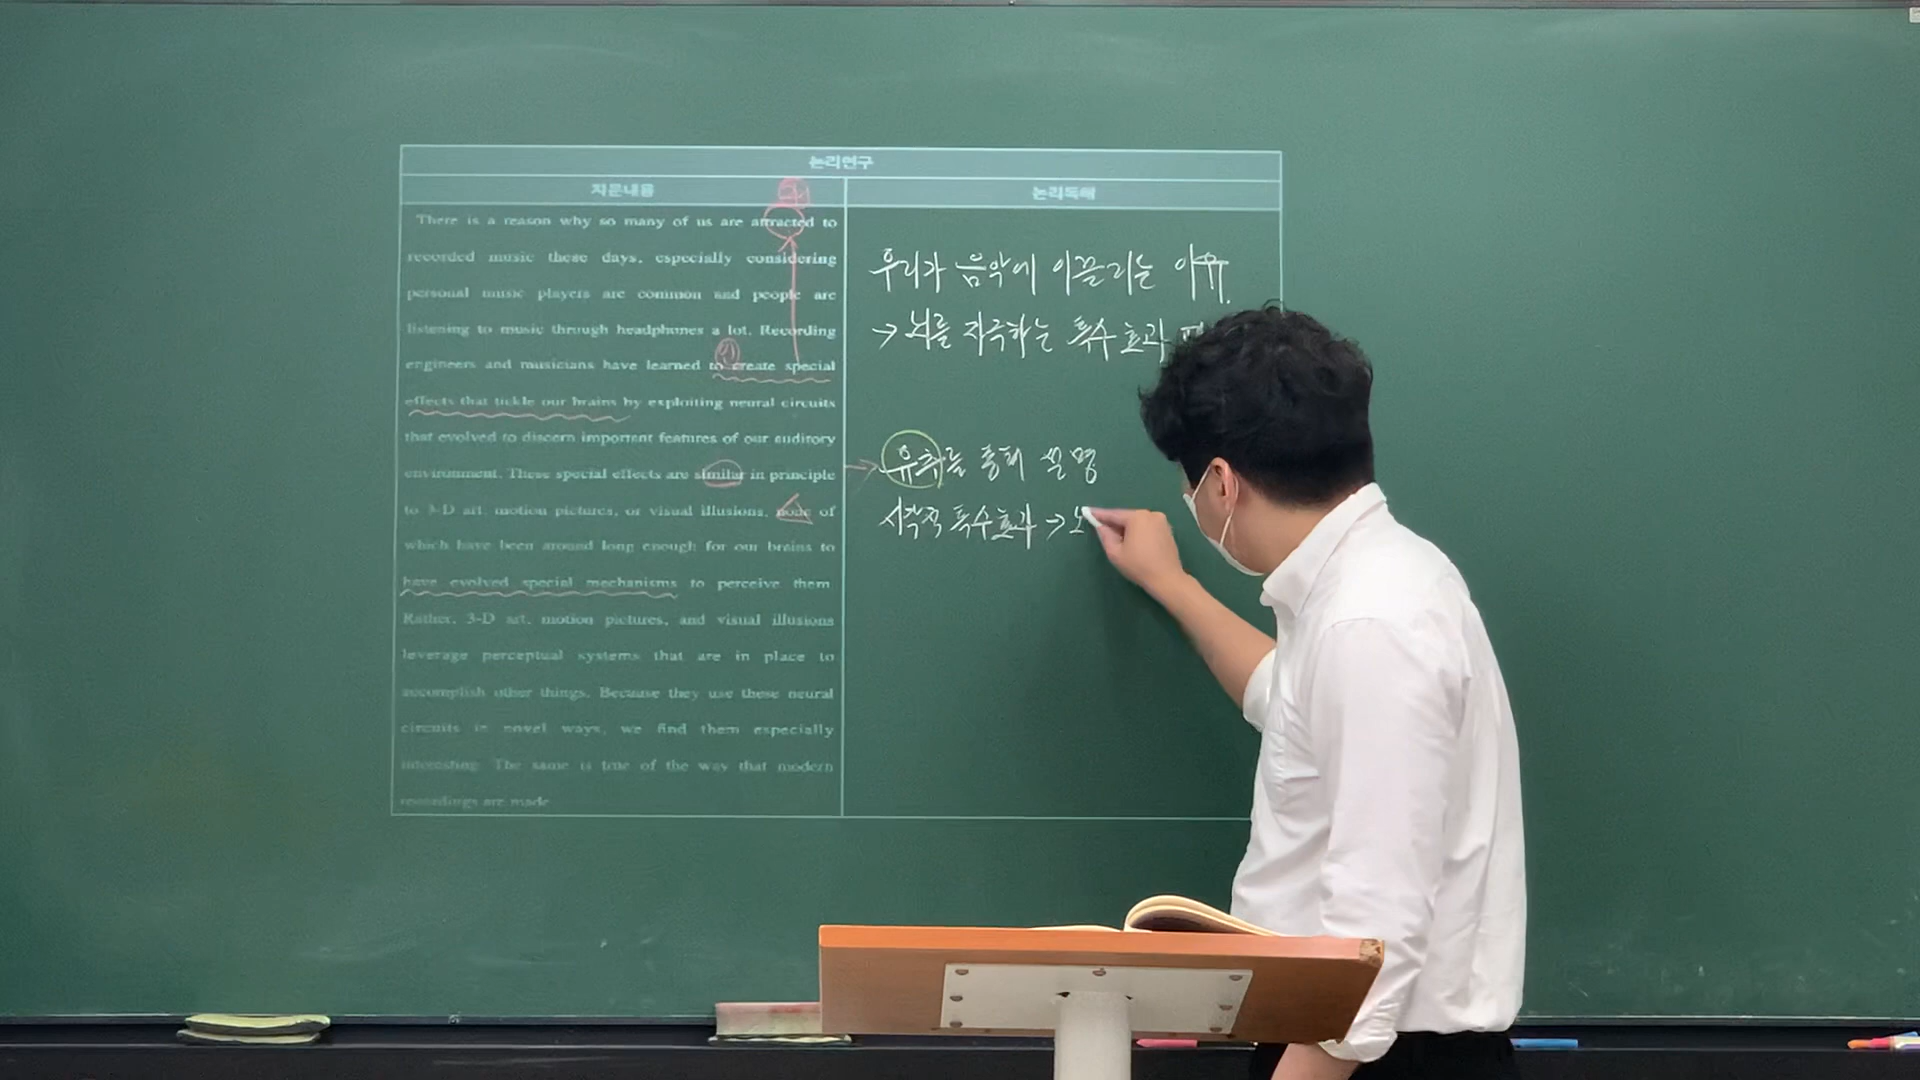 논리연구
지문내용
논리독해
There is a reason why so many of us are attracted to
recorded music these days, especially considering
personal music players are common and people are
listening to music through headphones a lot. Recording
engineers and musicians have learned to create special
effects that tickle our brains by exploiting neural circuits
that evolved to discern important features of our auditory
environment. These special effects are similar in principle
to 3-D art, motion pictures, or visual illusions, none of
which have been around long enough for our brains to
have evolved special mechanisms to perceive them.
Rather, 3-D art, motion pictures, and visual illusions
leverage perceptual systems that are in place to
accomplish other things. Because they use these neural
circuits in novel ways, we find them especially
interesting. The same is true of the way that modern
recordings are made
우리가 음악에 이끌리는 이유.
→ 뇌를 자극하는 특수효과
유추를 통해 설명
시각적 특수효과 →